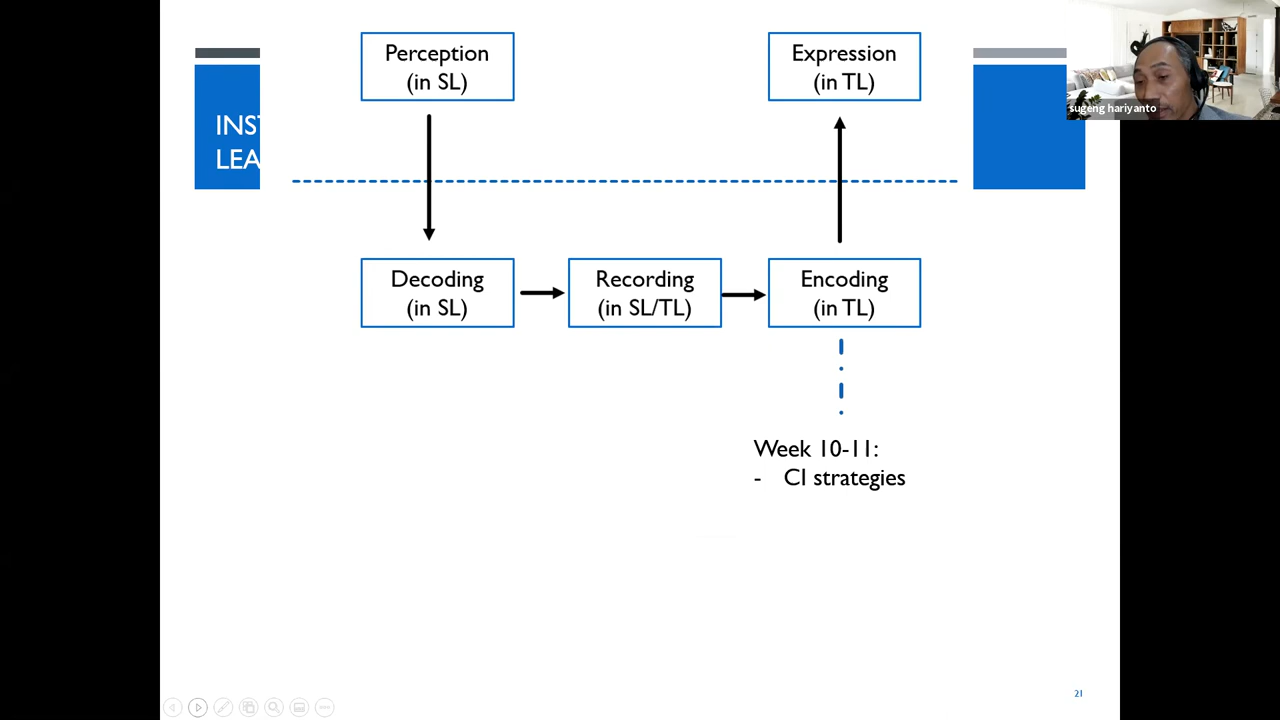 Perception
(in SL)
Expression
(in TL)
sugeng hariyanto
INS
LEA
Decoding
(in SL)
Recording
(in SL/TL)
Encoding
(in TL)
Week 10-11:
- CI strategies
21